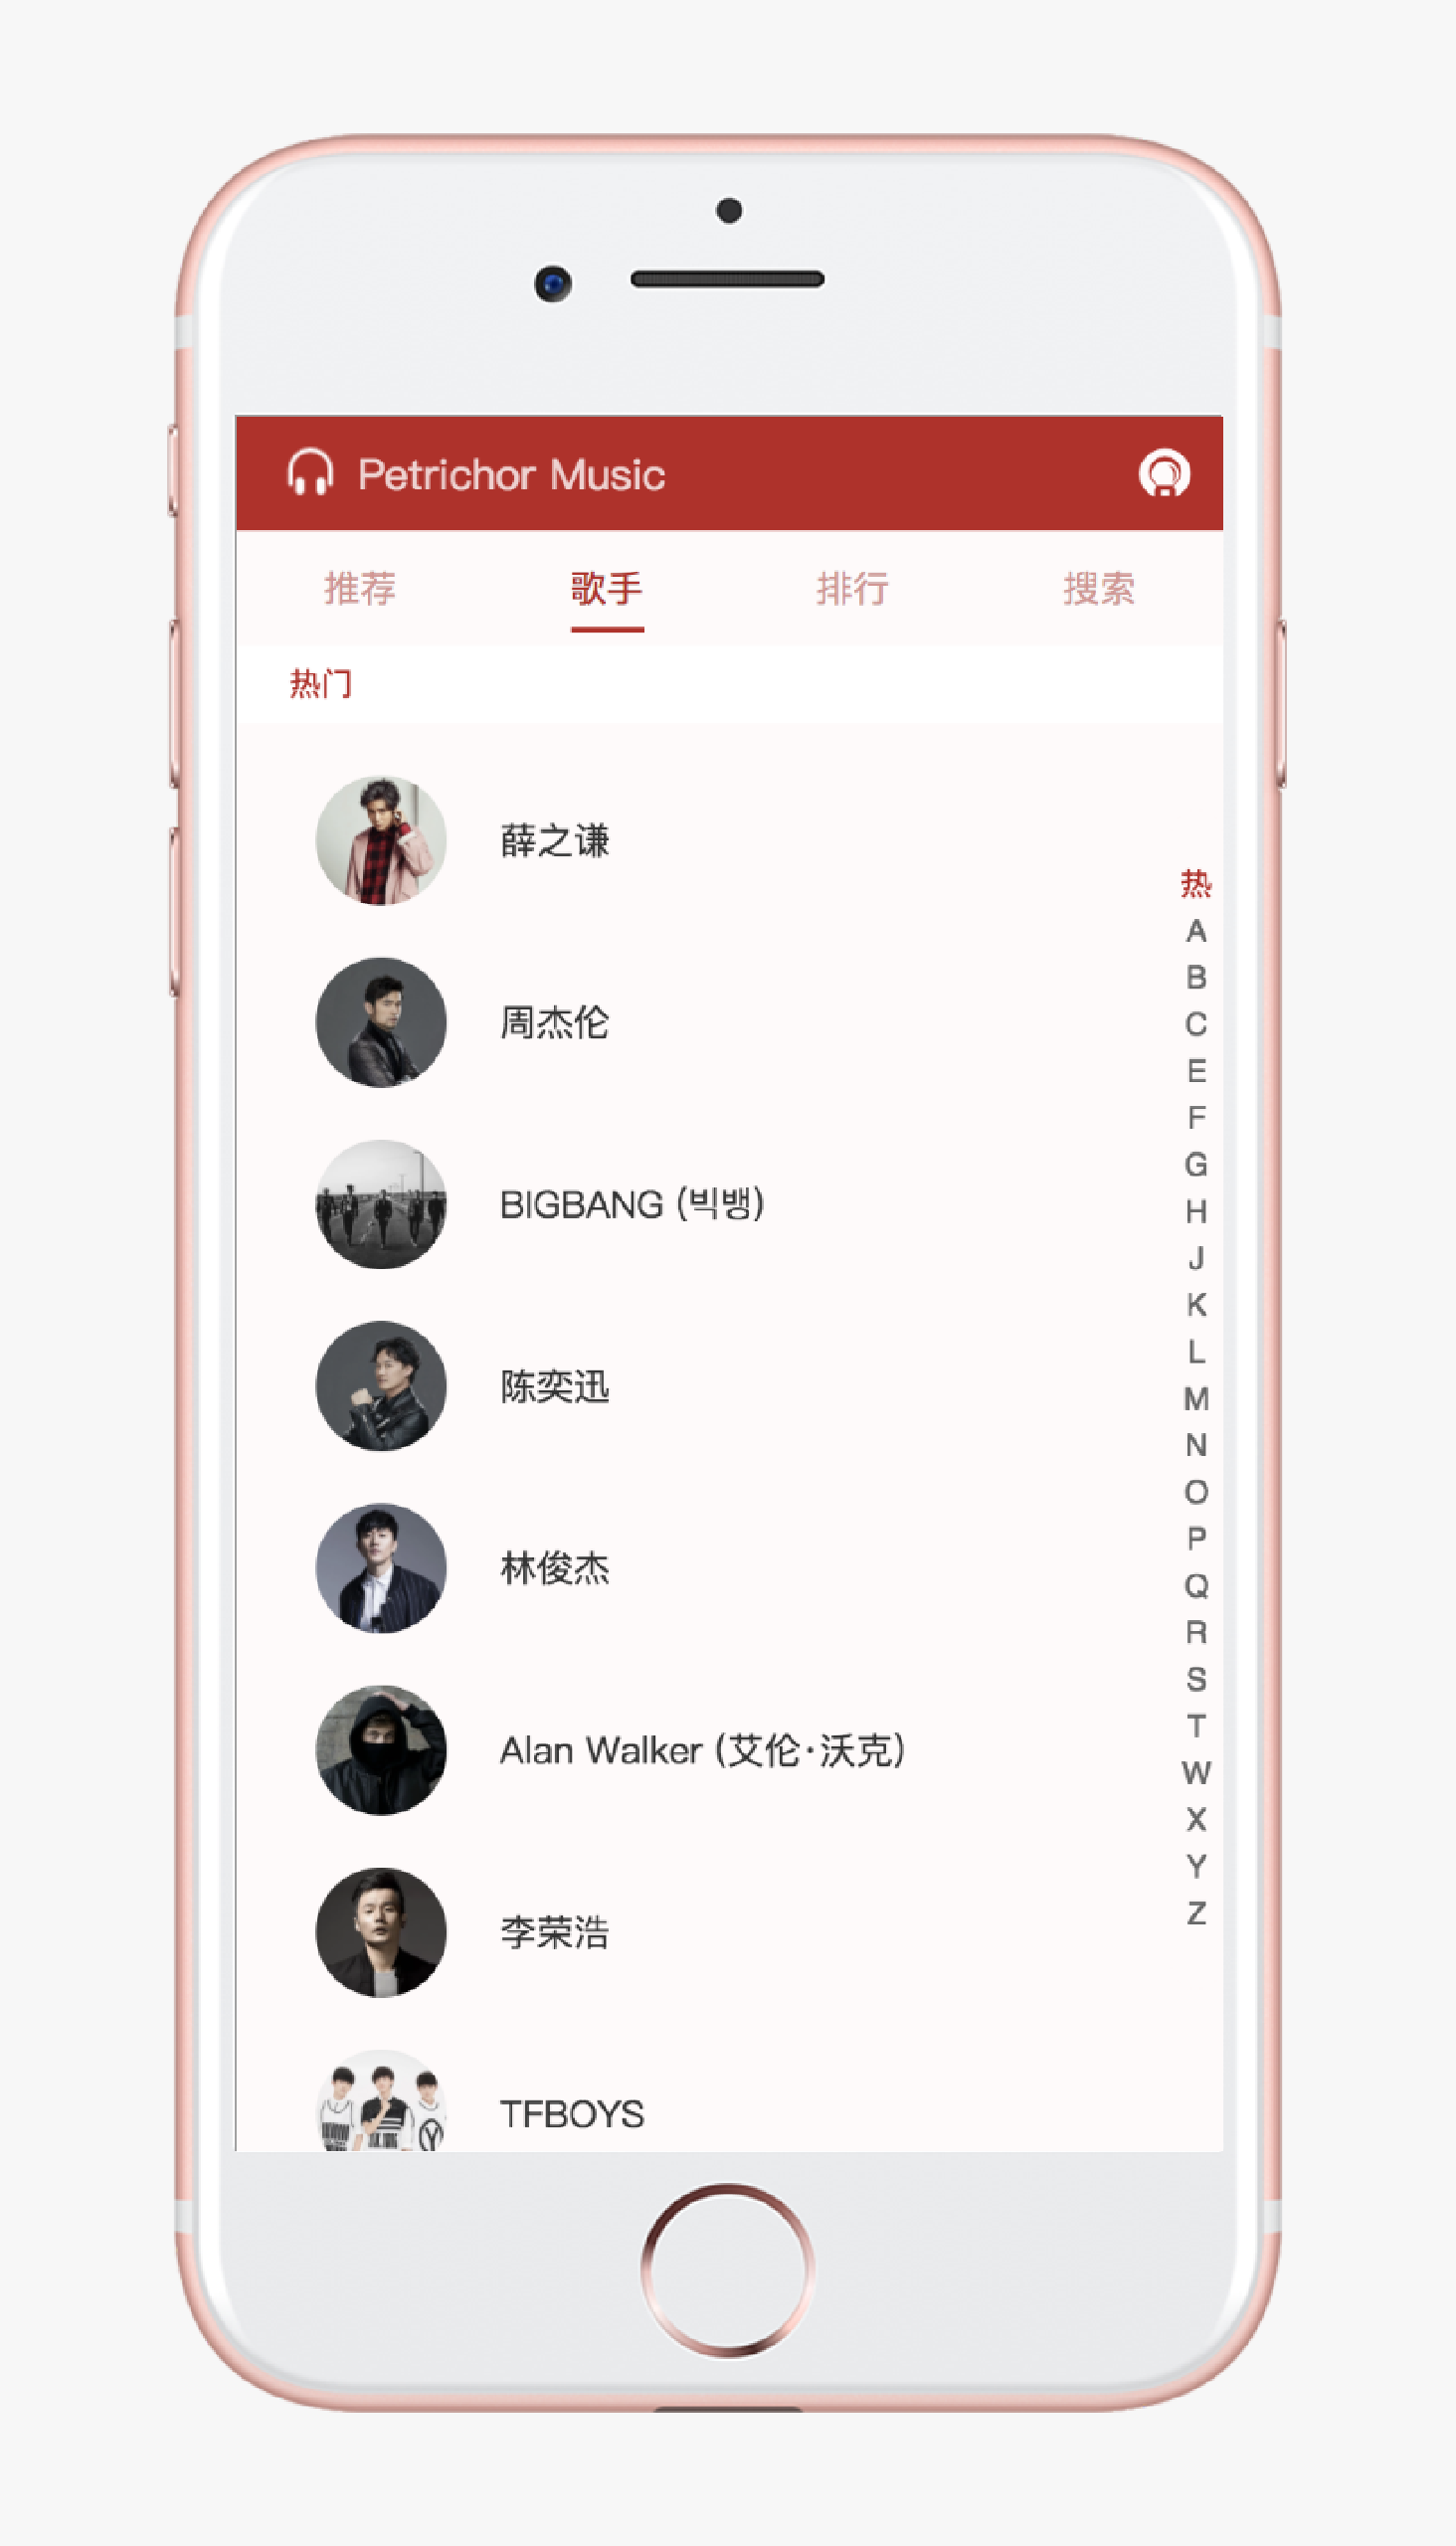 Petrichor Music
推荐 歌手 排行 搜索
热门
薛之谦
周杰伦
BIGBANG (빅뱅)
陈奕迅
林俊杰
Alan Walker (艾伦·沃克)
李荣浩
TFBOYS
热
A
B
C
E
F
G
H
J
K
L
M
N
O
P
Q
R
S
T
W
X
Y
Z